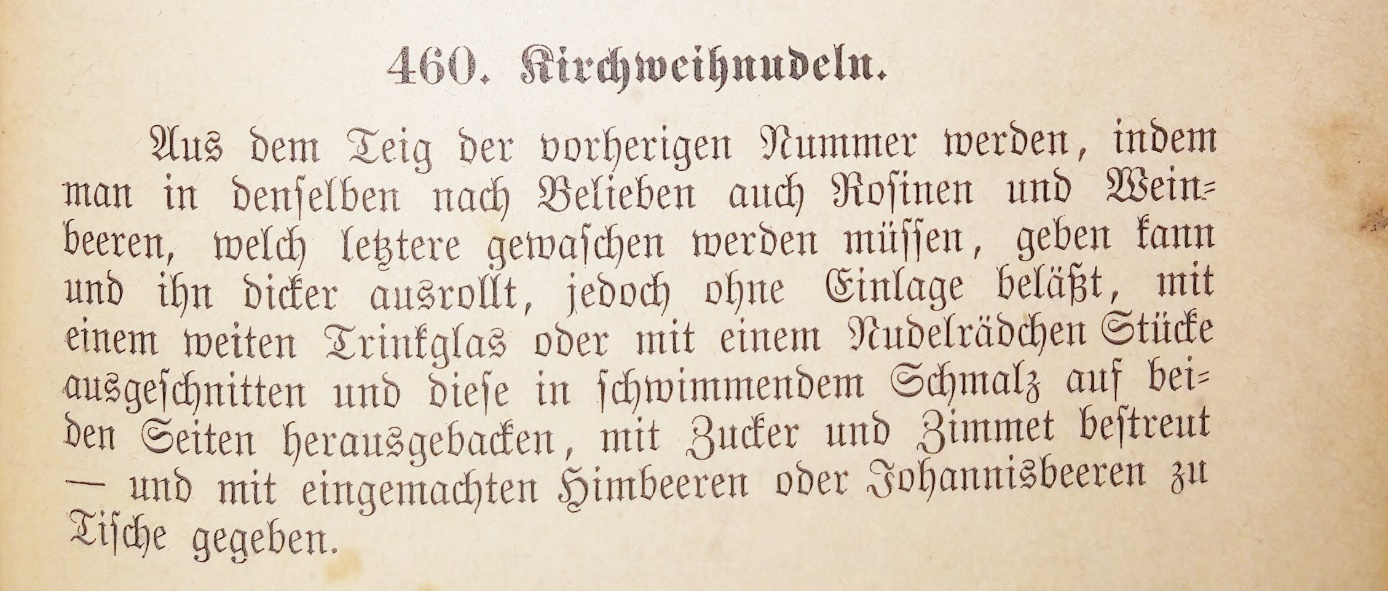 460. Kirchweihnudeln.
Aus dem Teig der vorherigen Nummer werden, indem
man in denſelben nach Belieben auch Roſinen und Wein⸗
beeren, welch letztere gewaſchen werden müſſen, geben kann
und ihn dicker ausrollt, jedoch ohne Einlage beläßt, mit
einem weiten Trinkglas oder mit einem Nudelrädchen Stücke
ausgeſchnitten und dieſe in ſchwimmendem Schmalz auf bei⸗
den Seiten herausgebacken, mit Zucker und Zimmet beſtreut
— und mit eingemachten Himbeeren oder Johannisbeeren zu
Tiſche gegeben.